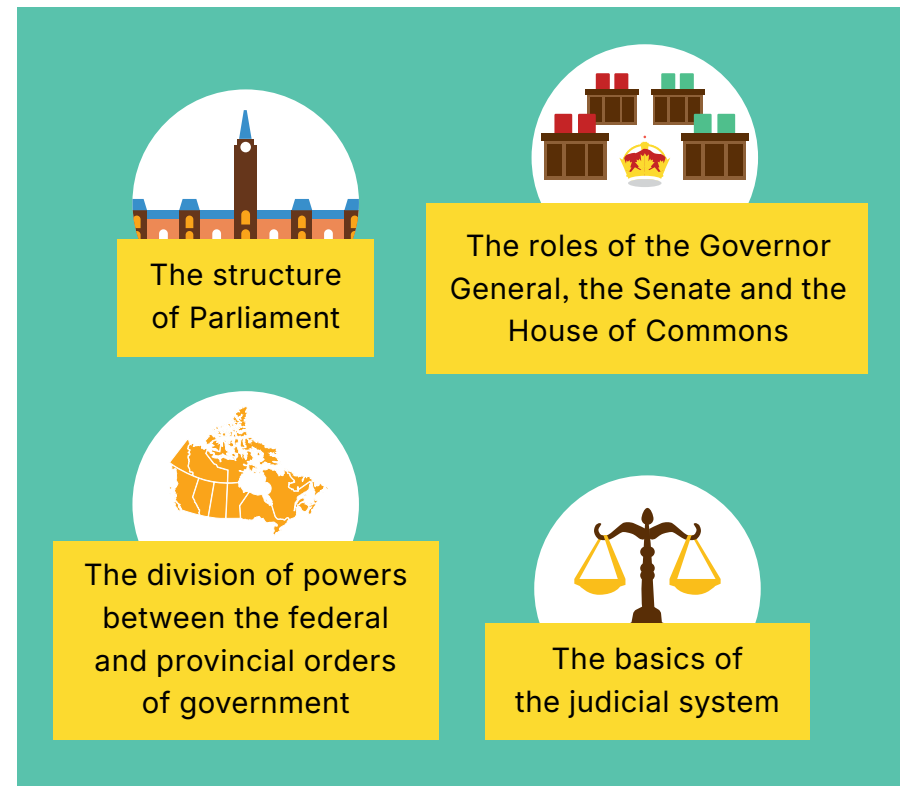 The structure
of Parliament
The roles of the Governor
General, the Senate and the
House of Commons
The division of powers
between the federal
and provincial orders
of government
The basics of
the judicial system